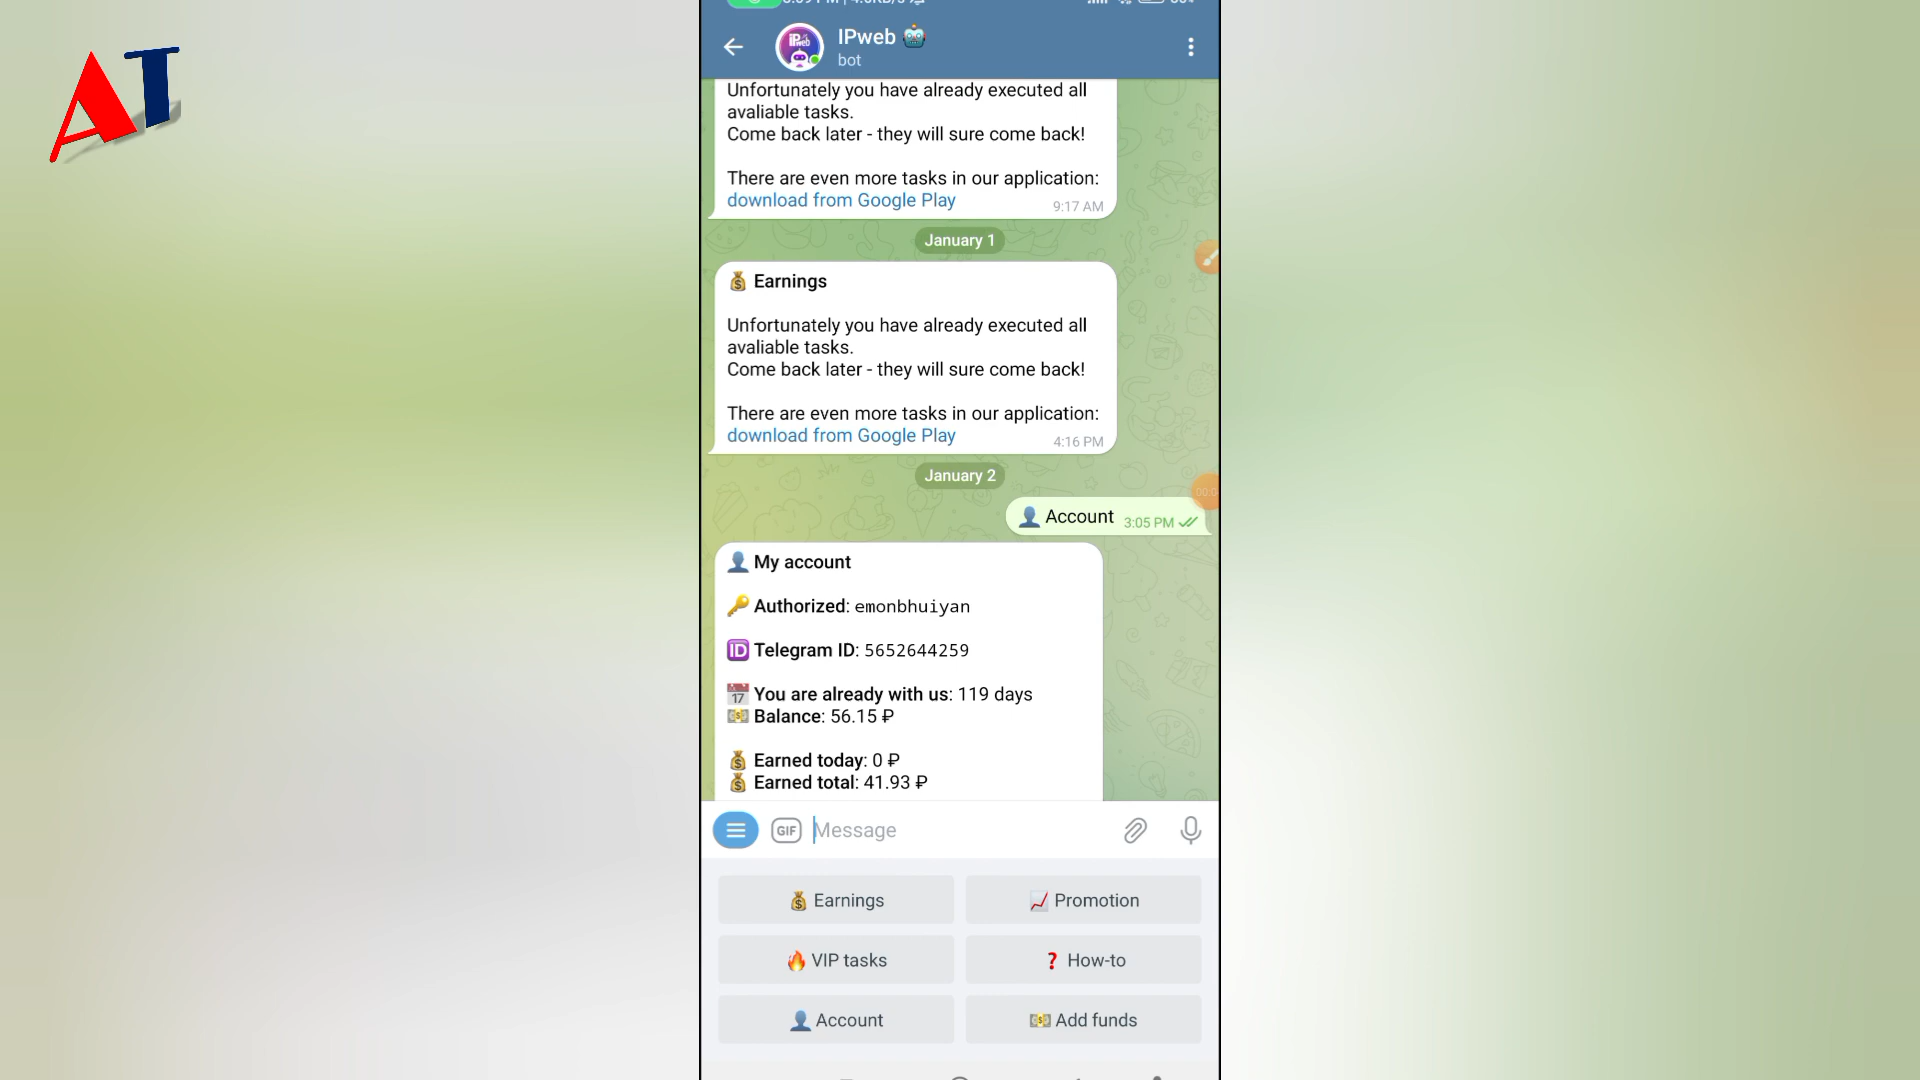 AT
IPweb
IPweb
bot
Unfortunately you have already executed all
avaliable tasks.
Come back later - they will sure come back!
There are even more tasks in our application:
download from Google Play
9:17 AM
January 1
Earnings
Unfortunately you have already executed all
avaliable tasks.
Come back later - they will sure come back!
There are even more tasks in our application:
download from Google Play
4:16 PM
January 2
Account 3:05 PM
My account
Authorized: emonbhuiyan
ID Telegram ID: 5652644259
17 You are already with us: 119 days
Balance: 56.15 ₽
Earned today: 0 ₽
Earned total: 41.93 ₽
GIF Message
Earnings
Promotion
VIP tasks
? How-to
Account
Add funds